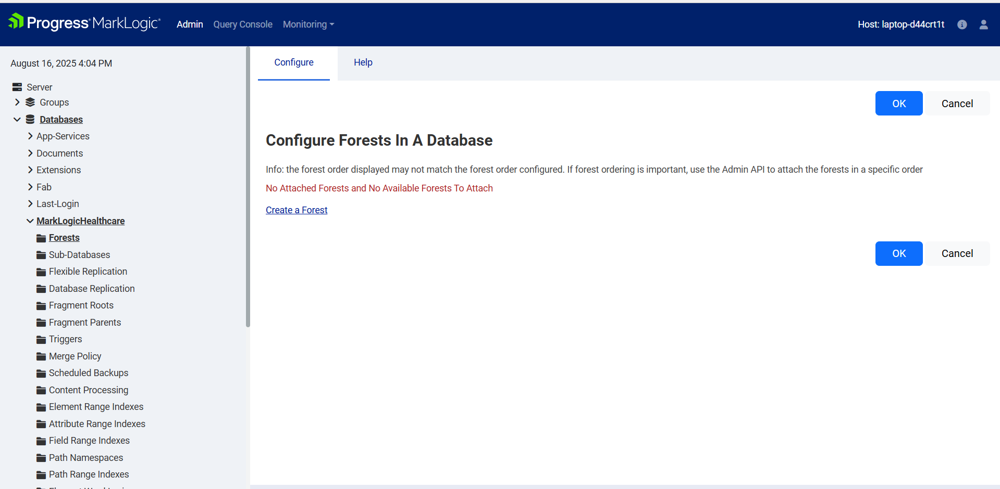 Progress MarkLogic
Admin
Query Console
Monitoring
Host: laptop-d44crt1t
August 16, 2025 4:04 PM
Server
Groups
Databases
App-Services
Documents
Extensions
Fab
Last-Login
MarkLogicHealthcare
Forests
Sub-Databases
Flexible Replication
Database Replication
Fragment Roots
Fragment Parents
Triggers
Merge Policy
Scheduled Backups
Content Processing
Element Range Indexes
Attribute Range Indexes
Field Range Indexes
Path Namespaces
Path Range Indexes
Configure
Help
OK
Cancel
Configure Forests In A Database
Info: the forest order displayed may not match the forest order configured. If forest ordering is important, use the Admin API to attach the forests in a specific order
No Attached Forests and No Available Forests To Attach
Create a Forest
OK
Cancel